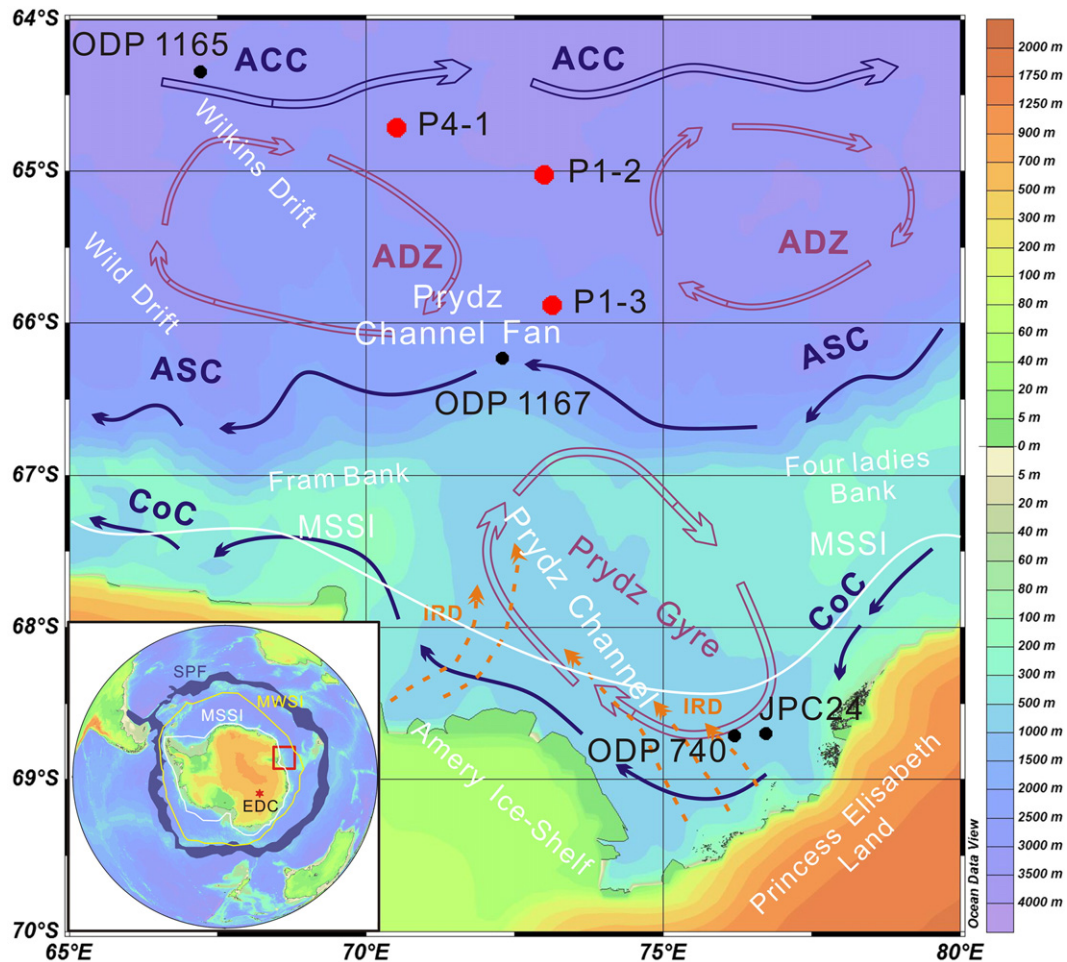 64°S
65°S
66°S
67°S
68°S
69°S
70°S
65°E
70°E
75°E
80°E
ODP 1165
ACC
ACC
P4-1
P1-2
Wilkins Drift
ADZ
ADZ
Wild Drift
Prydz
Channel Fan
P1-3
ASC
ASC
ODP 1167
Fram Bank
Four ladies
Bank
CoC
MSSI
MSSI
Prydz Channel
Prydz Gyre
CoC
IRD
IRD
JPC24
ODP 740
Amery Ice-Shelf
Princess Elisabeth
Land
SPF
MWSI
MSSI
EDC
2000 m
1750 m
1250 m
900 m
700 m
500 m
300 m
200 m
100 m
80 m
60 m
40 m
20 m
5 m
0 m
5 m
20 m
40 m
60 m
80 m
100 m
200 m
300 m
500 m
1000 m
1500 m
2000 m
2500 m
3000 m
3500 m
4000 m
Ocean Data View